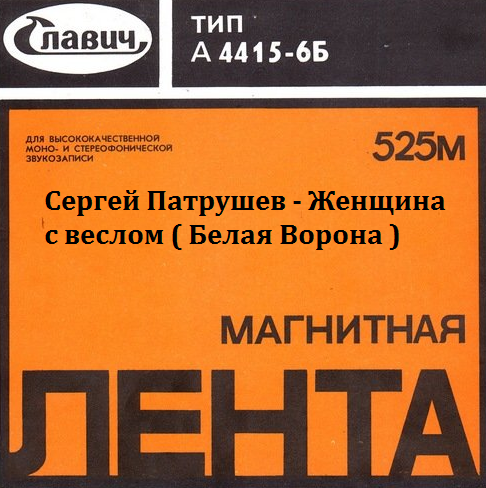 Славич
ТИП
А 4415-6Б
ДЛЯ ВЫСОКОКАЧЕСТВЕННОЙ
МОНО- И СТЕРЕОФОНИЧЕСКОЙ
ЗВУКОЗАПИСИ
525М
Сергей Патрушев - Женщина
с веслом ( Белая Ворона )
МАГНИТНАЯ
ЛЕНТА